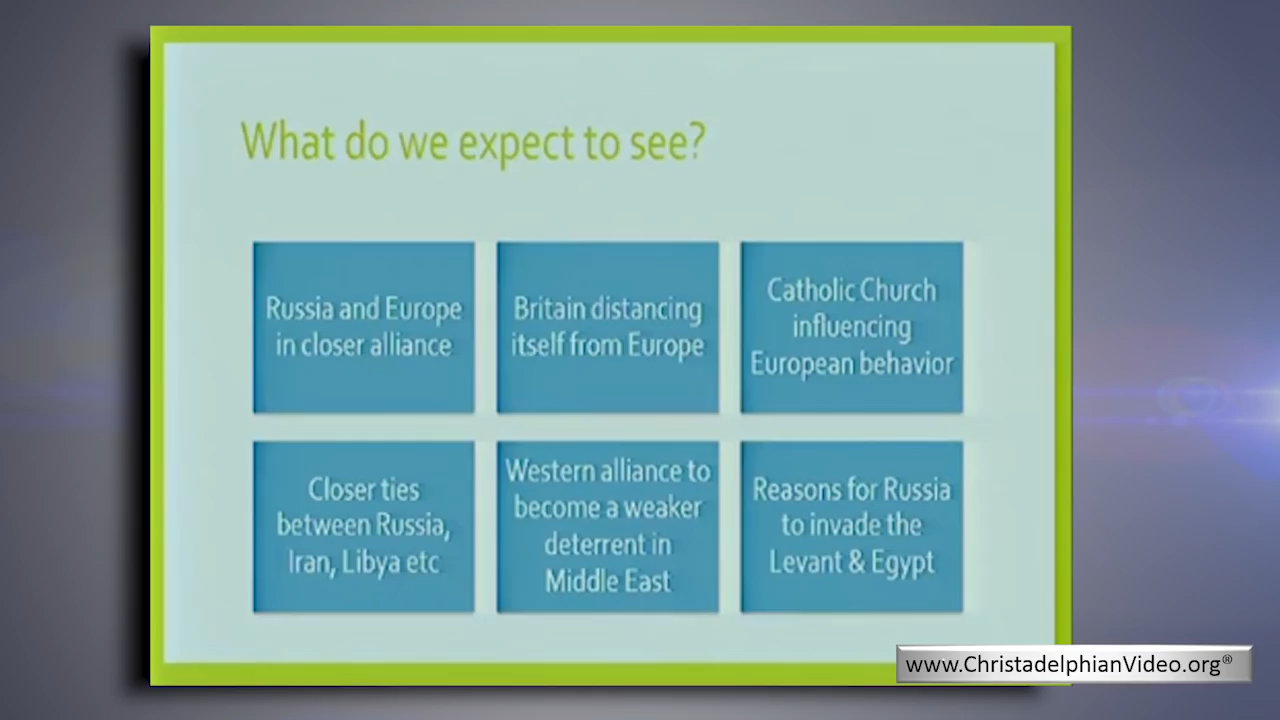 What do we expect to see?
Russia and Europe
in closer alliance
Britain distancing
itself from Europe
Catholic Church
influencing
European behavior
Closer ties
between Russia,
Iran, Libya etc
Western alliance to
become a weaker
deterrent in
Middle East
Reasons for Russia
to invade the
Levant & Egypt
www.ChristadelphianVideo.org®